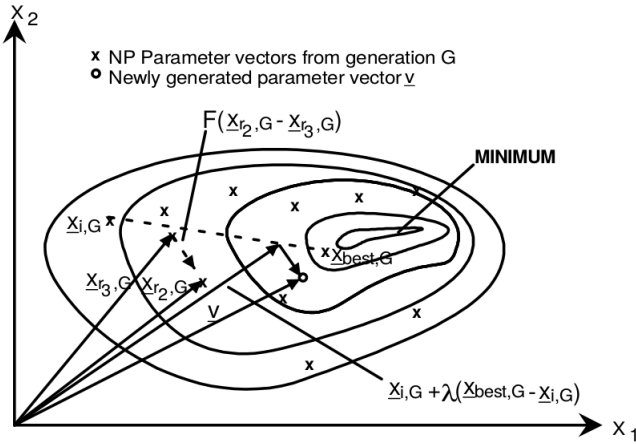 X2
x NP Parameter vectors from generation G
o Newly generated parameter vector v
F(xr2,G - xr3,G)
MINIMUM
xi,G
xbest,G
xr3,G
xr2,G
v
xi,G + λ(xbest,G - xi,G)
X1